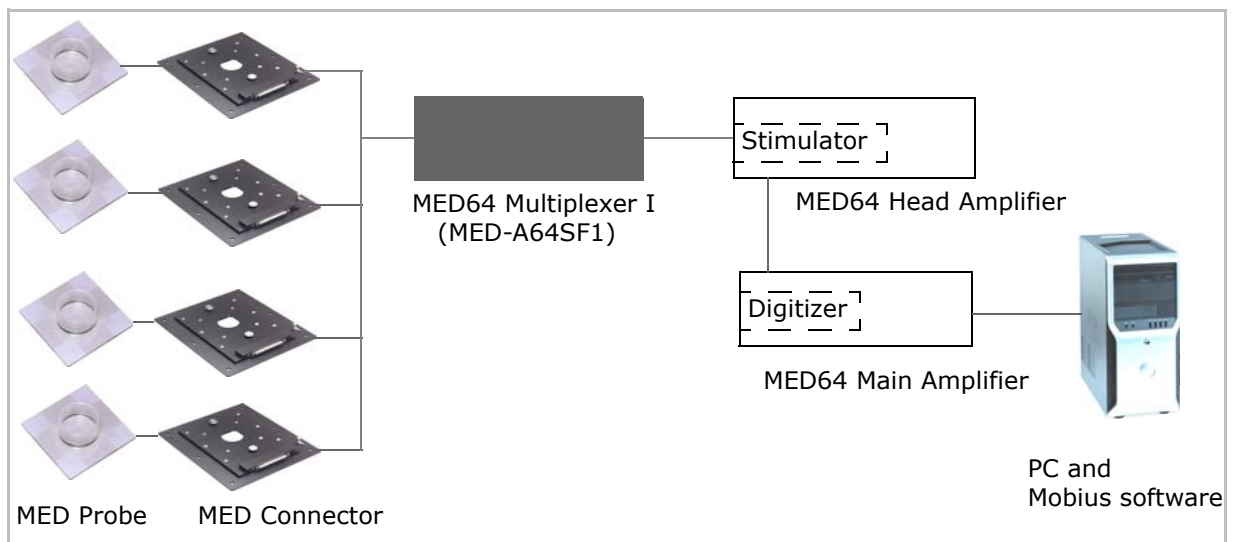 Stimulator
MED64 Multiplexer I
(MED-A64SF1)
MED64 Head Amplifier
Digitizer
MED64 Main Amplifier
PC and
Mobius software
MED Probe
MED Connector